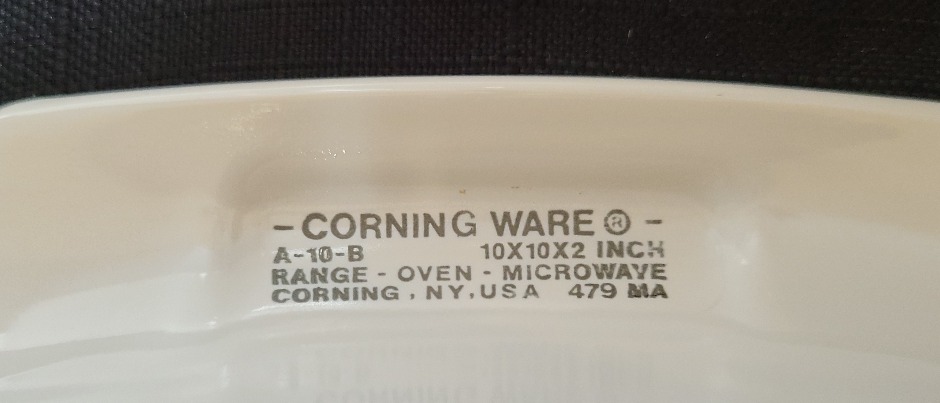 - CORNING WARE ® -
A-10-B 10X10X2 INCH
RANGE - OVEN - MICROWAVE
CORNING, NY, USA 479 MA